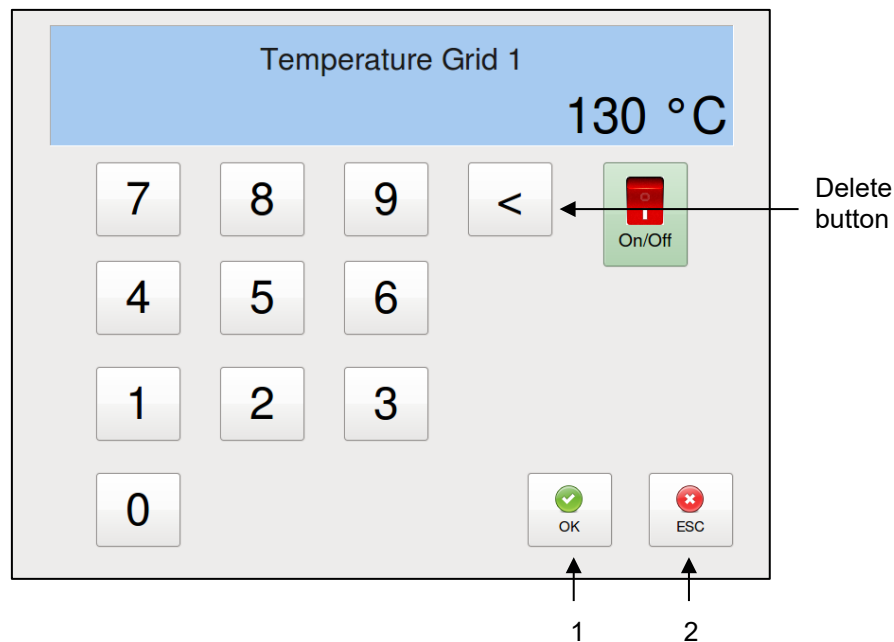 Temperature Grid 1
130 °C
7 8 9 < On/Off
Delete
button
4 5 6
1 2 3
0 OK ESC
1 2